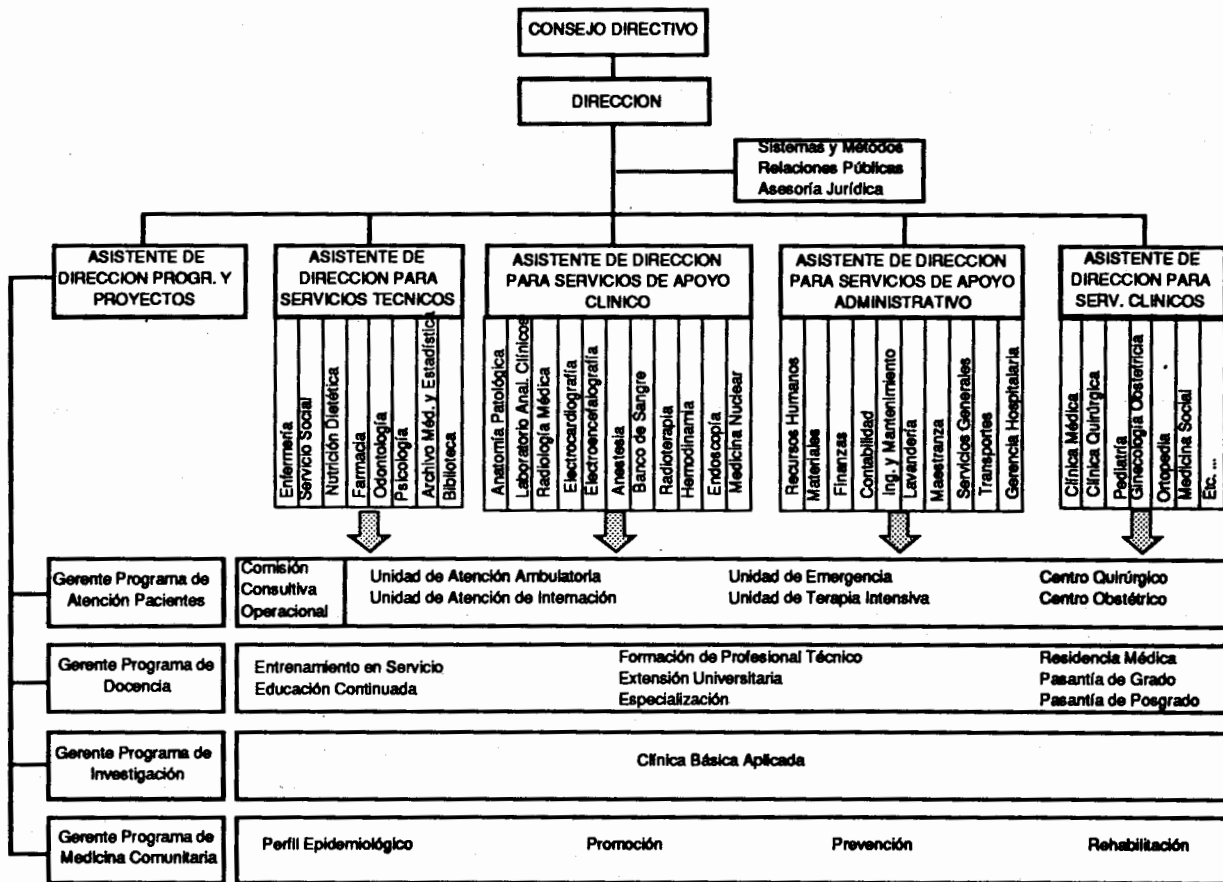 CONSEJO DIRECTIVO
DIRECCION
Sistemas y Métodos
Relaciones Públicas
Asesoría Jurídica
ASISTENTE DE
DIRECCION PROGR. Y
PROYECTOS
ASISTENTE DE
DIRECCION PARA
SERVICIOS TECNICOS
Enfermería
Servicio Social
Nutrición Dietética
Farmacia
Odontología
Psicología
Archivo Méd. y Estadística
Biblioteca
ASISTENTE DE DIRECCION
PARA SERVICIOS DE APOYO
CLINICO
Anatomía Patológica
Laboratorio Anal. Clínicos
Radiología Médica
Electrocardiografía
Electroencefalografía
Anestesia
Banco de Sangre
Radioterapia
Hemodinamia
Endoscopía
Medicina Nuclear
ASISTENTE DE DIRECCION
PARA SERVICIOS DE APOYO
ADMINISTRATIVO
Recursos Humanos
Materiales
Finanzas
Contabilidad
Ing. y Mantenimiento
Lavandería
Maestranza
Servicios Generales
Transportes
Gerencia Hospitalaria
ASISTENTE DE
DIRECCION PARA
SERV. CLINICOS
Clínica Médica
Clínica Quirúrgica
Pediatría
Ginecología Obstetrícia
Ortopedia
Medicina Social
Etc. ...
Gerente Programa de
Atención Pacientes
Comisión
Consultiva
Operacional
Unidad de Atención Ambulatoria
Unidad de Atención de Internación
Unidad de Emergencia
Unidad de Terapia Intensiva
Centro Quirúrgico
Centro Obstétrico
Gerente Programa de
Docencia
Entrenamiento en Servicio
Educación Continuada
Formación de Profesional Técnico
Extensión Universitaria
Especialización
Residencia Médica
Pasantía de Grado
Pasantía de Posgrado
Gerente Programa de
Investigación
Clínica Básica Aplicada
Gerente Programa de
Medicina Comunitaria
Perfil Epidemiológico
Promoción
Prevención
Rehabilitación